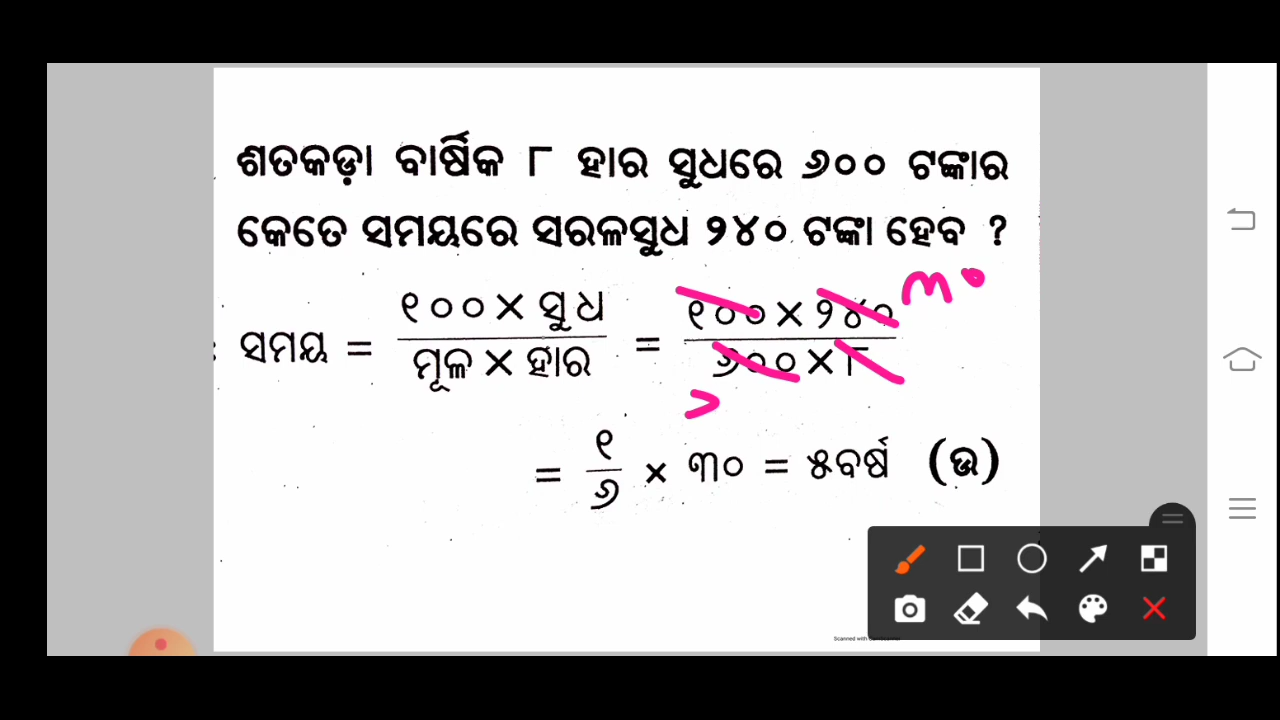 ଶତକଡ଼ା ବାର୍ଷିକ ୮ ହାର ସୁଧରେ ୬୦୦ ଟଙ୍କାର
କେତେ ସମୟରେ ସରଳସୁଧ ୨୪୦ ଟଙ୍କା ହେବ ?
ସମୟ = ୧୦୦ × ସୁଧ / ମୂଳ × ହାର = ୧୦୦ × ୨୪୦ / ୬୦୦ × ୮
= ୧/୬ × ୩୦ = ୫ବର୍ଷ (ଉ)